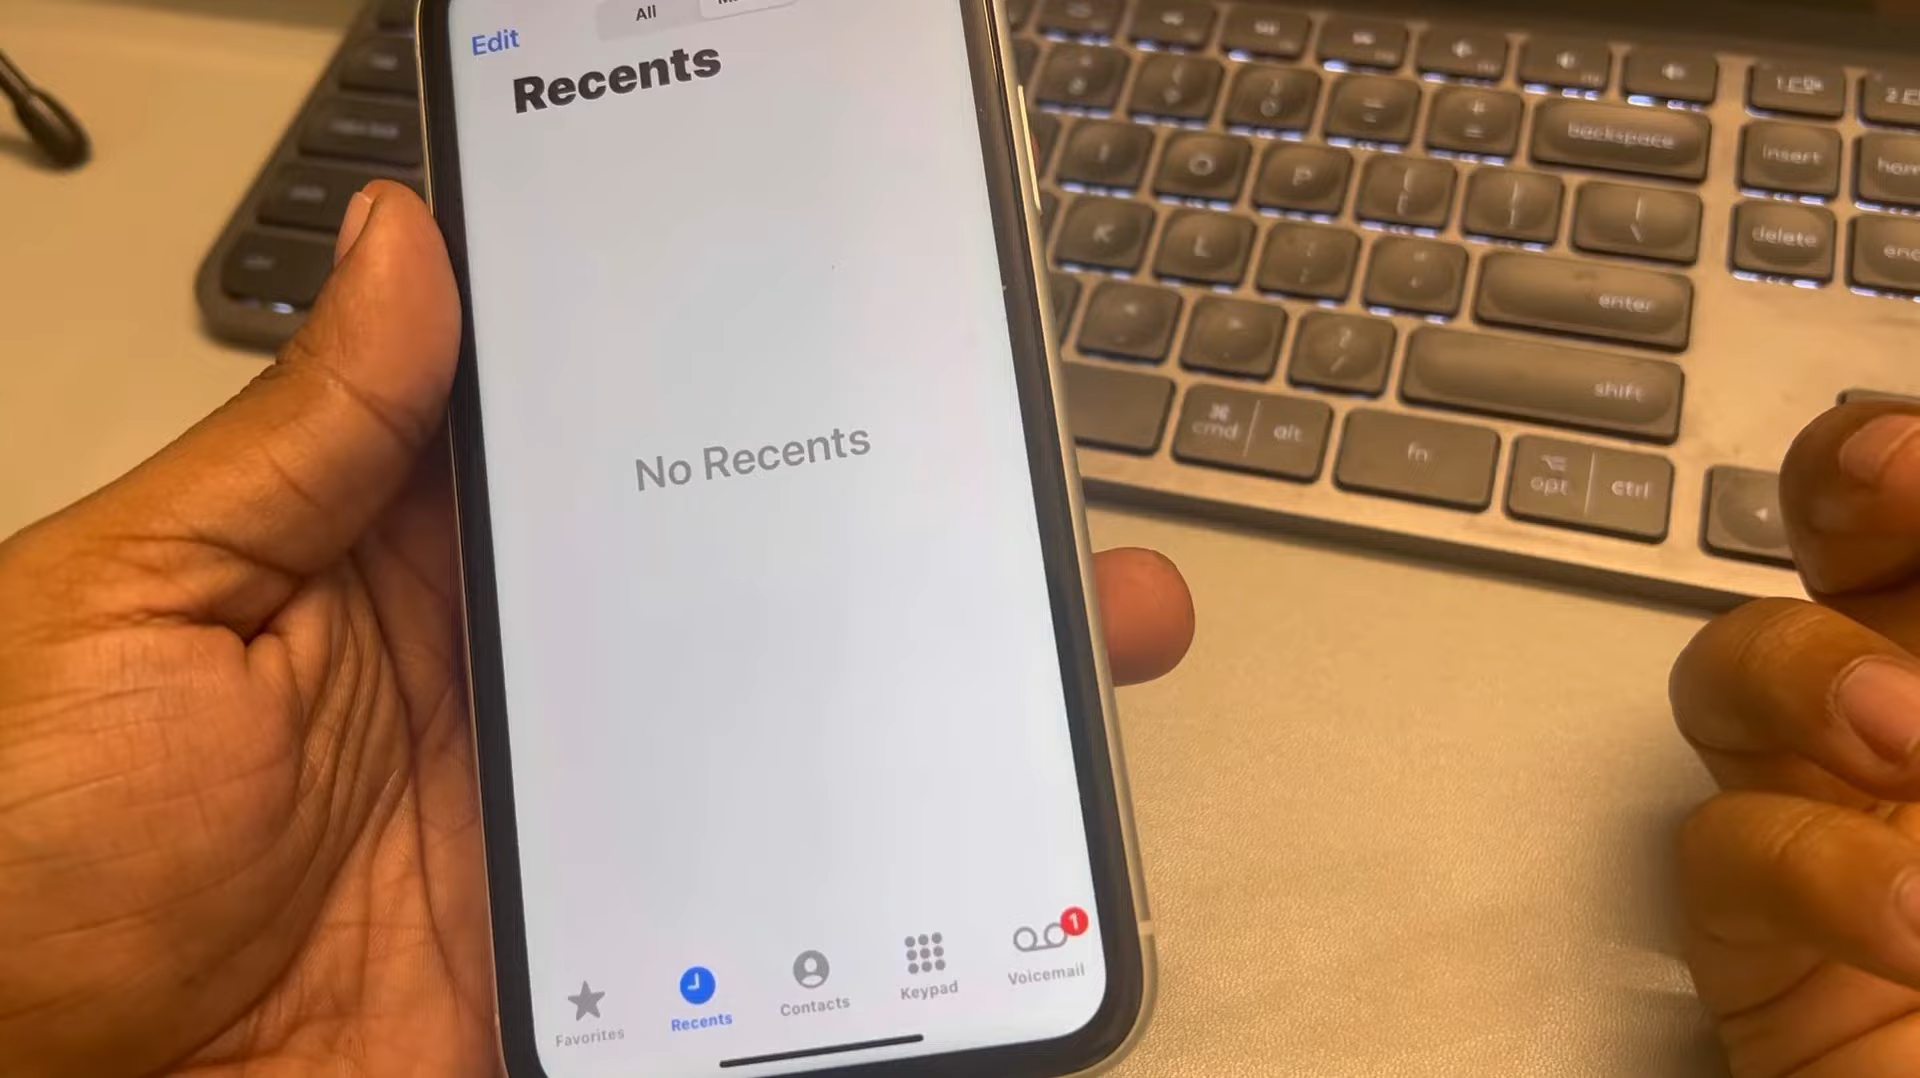 All
Edit
Recents
No Recents
Favorites
Recents
Contacts
Keypad
1
Voicemail
backspace
insert
O
P
K
L
delete
enter
shift
cmd
alt
fn
opt
ctrl